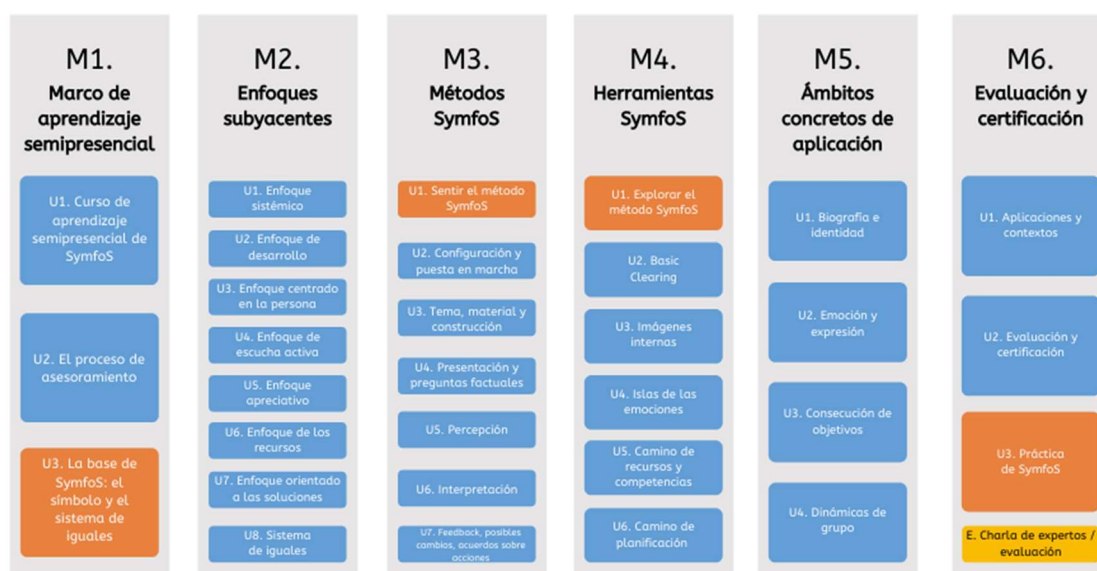 M1.
Marco de
aprendizaje
semipresencial
U1. Curso de
aprendizaje
semipresencial de
SymfoS
U2. El proceso de
asesoramiento
U3. La base de
SymfoS: el
símbolo y el
sistema de
iguales
M2.
Enfoques
subyacentes
U1. Enfoque
sistémico
U2. Enfoque de
desarrollo
U3. Enfoque centrado
en la persona
U4. Enfoque de
escucha activa
U5. Enfoque
apreciativo
U6. Enfoque de los
recursos
U7. Enfoque orientado
a las soluciones
U8. Sistema
de iguales
M3.
Métodos
SymfoS
U1. Sentir el método
SymfoS
U2. Configuración y
puesta en marcha
U3. Tema, material y
construcción
U4. Presentación y
preguntas factuales
U5. Percepción
U6. Interpretación
U7. Feedback, posibles
cambios, acuerdos sobre
acciones
M4.
Herramientas
SymfoS
U1. Explorar el
método SymfoS
U2. Basic
Clearing
U3. Imágenes
internas
U4. Islas de las
emociones
U5. Camino de
recursos y
competencias
U6. Camino de
planificación
M5.
Ámbitos
concretos de
aplicación
U1. Biografía e
identidad
U2. Emoción y
expresión
U3. Consecución de
objetivos
U4. Dinámicas de
grupo
M6.
Evaluación y
certificación
U1. Aplicaciones y
contextos
U2. Evaluación y
certificación
U3. Práctica
de SymfoS
E. Charla de expertos /
evaluación